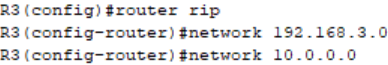 R3(config)#router rip
R3(config-router)#network 192.168.3.0
R3(config-router)#network 10.0.0.0